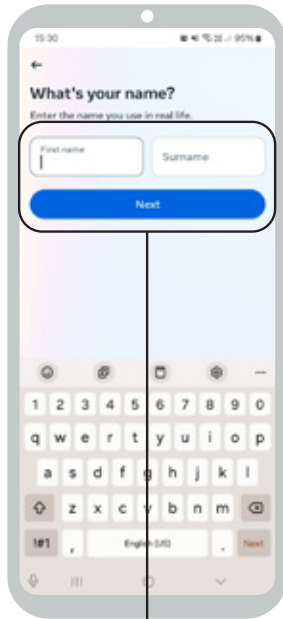 15:30 95%
What's your name?
Enter the name you use in real life.
First name
Surname
Next
1 2 3 4 5 6 7 8 9 0
q w e r t y u i o p
a s d f g h j k l
z x c v b n m
!#1 , English (US) . Next